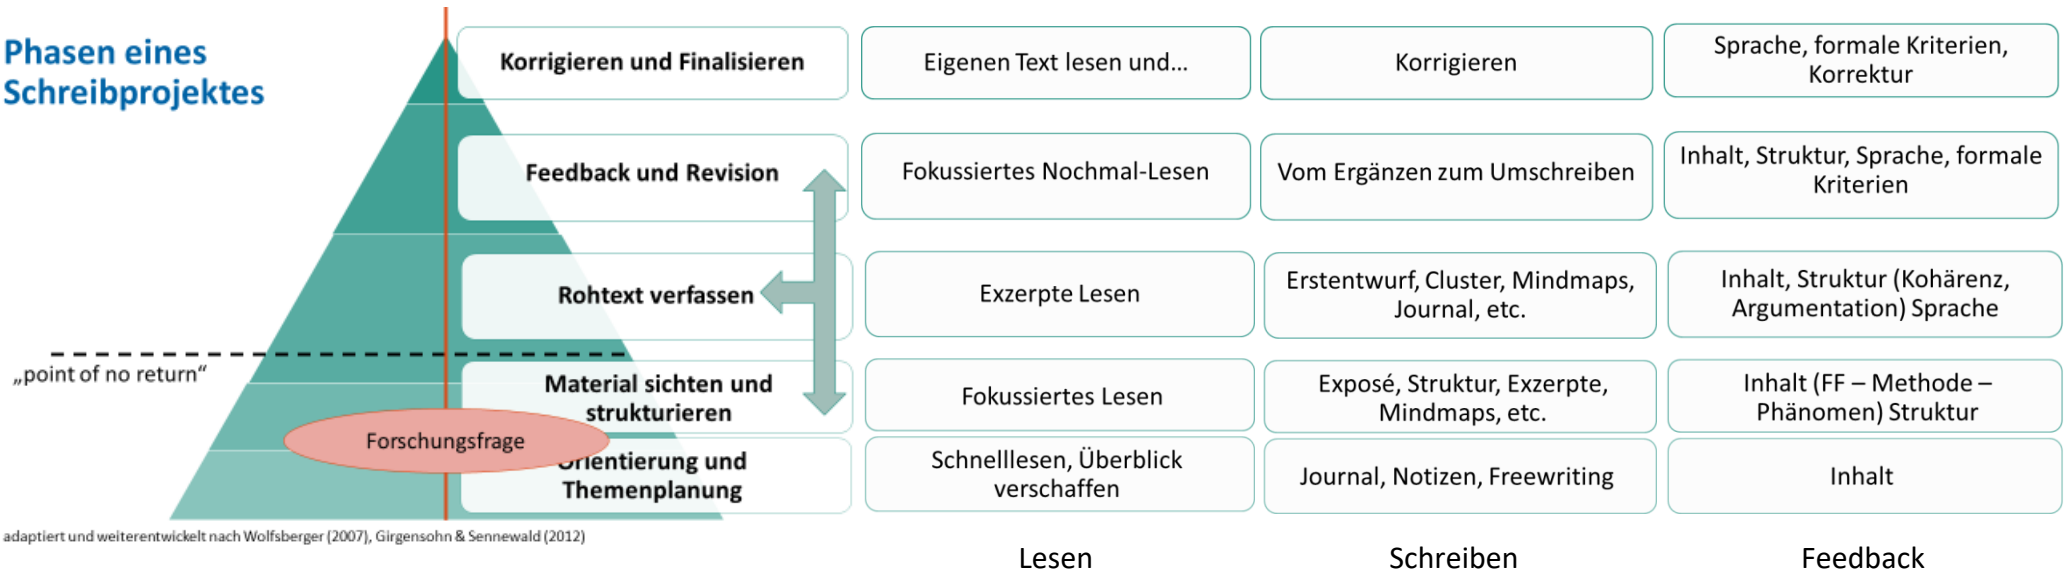 Phasen eines
Schreibprojektes
Korrigieren und Finalisieren
Eigenen Text lesen und...
Korrigieren
Sprache, formale Kriterien,
Korrektur
Feedback und Revision
Fokussiertes Nochmal-Lesen
Vom Ergänzen zum Umschreiben
Inhalt, Struktur, Sprache, formale
Kriterien
Rohtext verfassen
Exzerpte Lesen
Erstentwurf, Cluster, Mindmaps,
Journal, etc.
Inhalt, Struktur (Kohärenz,
Argumentation) Sprache
„point of no return“
Material sichten und
strukturieren
Fokussiertes Lesen
Exposé, Struktur, Exzerpte,
Mindmaps, etc.
Inhalt (FF – Methode –
Phänomen) Struktur
Forschungsfrage
Orientierung und
Themenplanung
Schnelllesen, Überblick
verschaffen
Journal, Notizen, Freewriting
Inhalt
adaptiert und weiterentwickelt nach Wolfsberger (2007), Girgensohn & Sennewald (2012)
Lesen
Schreiben
Feedback